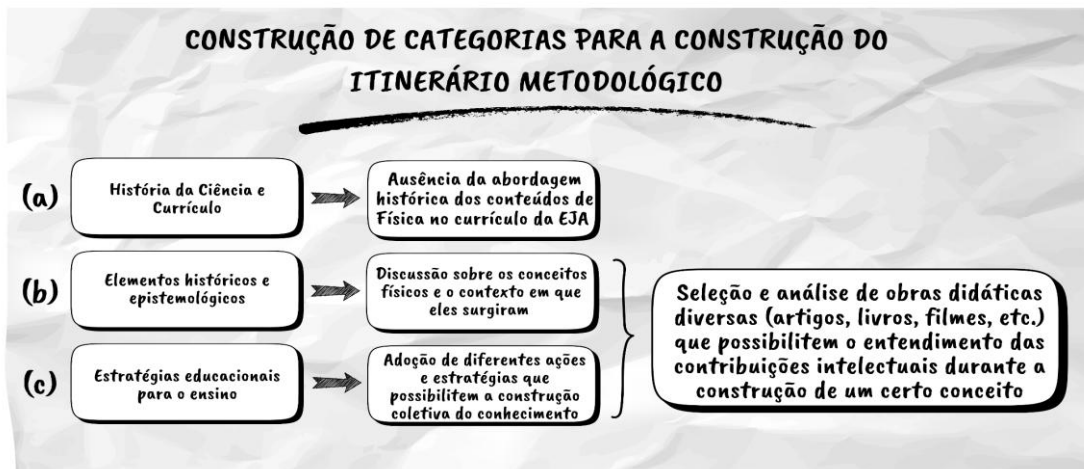 CONSTRUÇÃO DE CATEGORIAS PARA A CONSTRUÇÃO DO
ITINERÁRIO METODOLÓGICO
(a)
História da Ciência e
Currículo
Ausência da abordagem
histórica dos conteúdos de
Física no currículo da EJA
(b)
Elementos históricos e
epistemológicos
Discussão sobre os conceitos
físicos e o contexto em que
eles surgiram
(c)
Estratégias educacionais
para o ensino
Adoção de diferentes ações
e estratégias que
possibilitem a construção
coletiva do conhecimento
Seleção e análise de obras didáticas
diversas (artigos, livros, filmes, etc.)
que possibilitem o entendimento das
contribuições intelectuais durante a
construção de um certo conceito